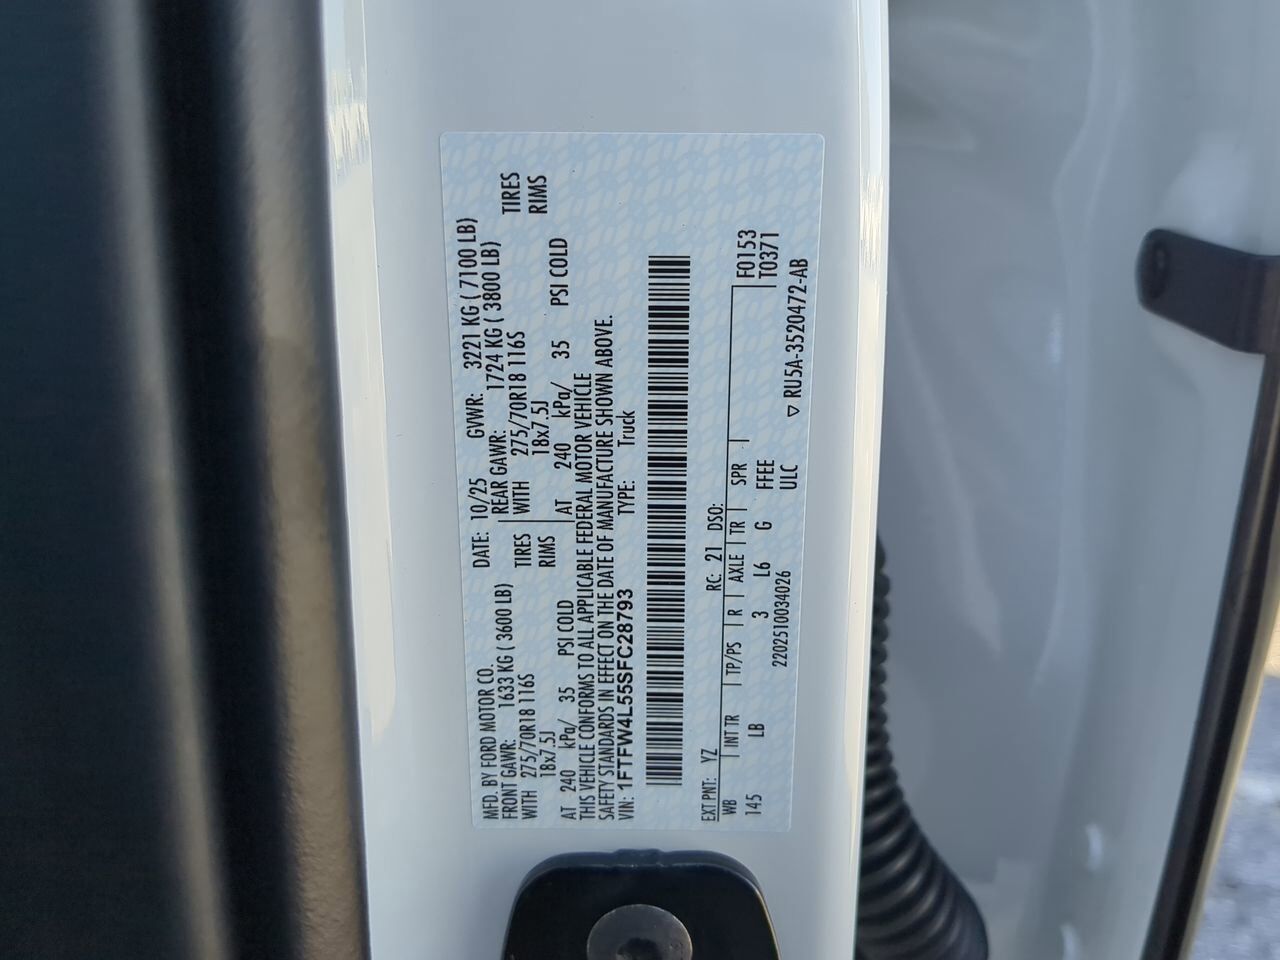 MFD. BY FORD MOTOR CO. DATE: 10/25 GVWR: 3221 KG ( 7100 LB)
FRONT GAWR: 1633 KG ( 3600 LB) REAR GAWR: 1724 KG ( 3800 LB)
WITH 275/70R18 116S TIRES WITH 275/70R18 116S TIRES
18x7.5J RIMS 18x7.5J RIMS
AT 240 kPa/ 35 PSI COLD AT 240 kPa/ 35 PSI COLD
THIS VEHICLE CONFORMS TO ALL APPLICABLE FEDERAL MOTOR VEHICLE
SAFETY STANDARDS IN EFFECT ON THE DATE OF MANUFACTURE SHOWN ABOVE.
VIN: 1FTFW4L55SFC28793 TYPE: Truck
EXT PNT: YZ RC: 21 DSO: F0153
WB INT TR TP/PS R AXLE TR SPR T0371
145 LB 3 L6 G FFEE
2202510034026 ULC ▽ RU5A-3520472-AB